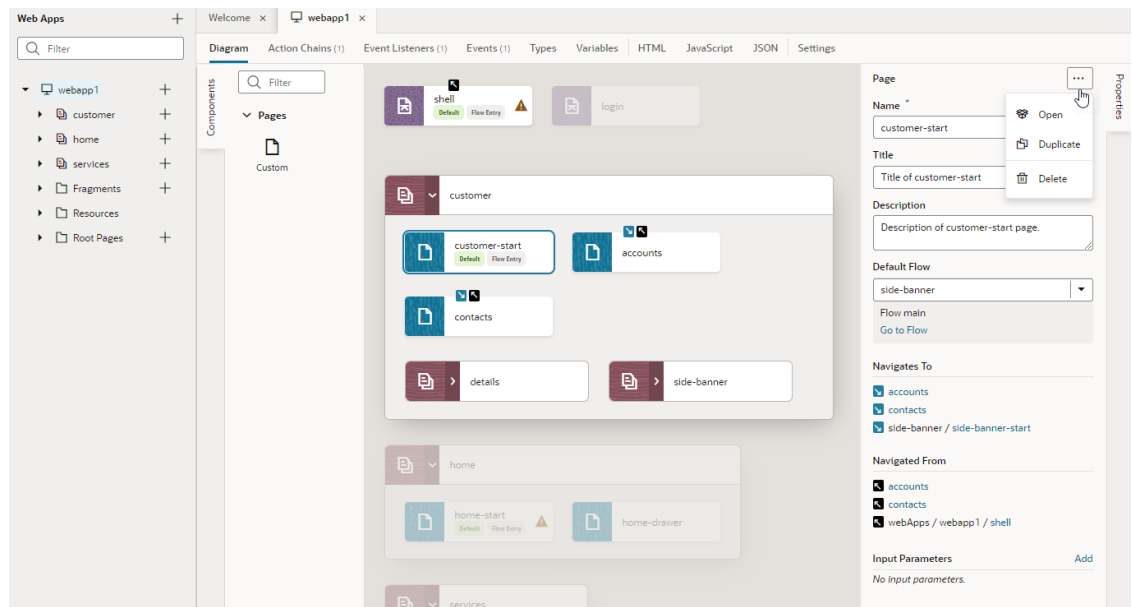 Web Apps
Filter
webapp1
customer
home
services
Fragments
Resources
Root Pages
Welcome
webapp1
Diagram
Action Chains (1)
Event Listeners (1)
Events (1)
Types
Variables
HTML
JavaScript
JSON
Settings
Components
Filter
Pages
Custom
shell
Default Flow Entry
login
customer
customer-start
Default Flow Entry
accounts
contacts
details
side-banner
home
home-start
Default Flow Entry
home-drawer
services
Page
Name *
customer-start
Title
Title of customer-start
Description
Description of customer-start page.
Default Flow
side-banner
Flow main
Go to Flow
Navigates To
accounts
contacts
side-banner / side-banner-start
Navigated From
accounts
contacts
webApps / webapp1 / shell
Input Parameters
Add
No input parameters.
Open
Duplicate
Delete
Properties